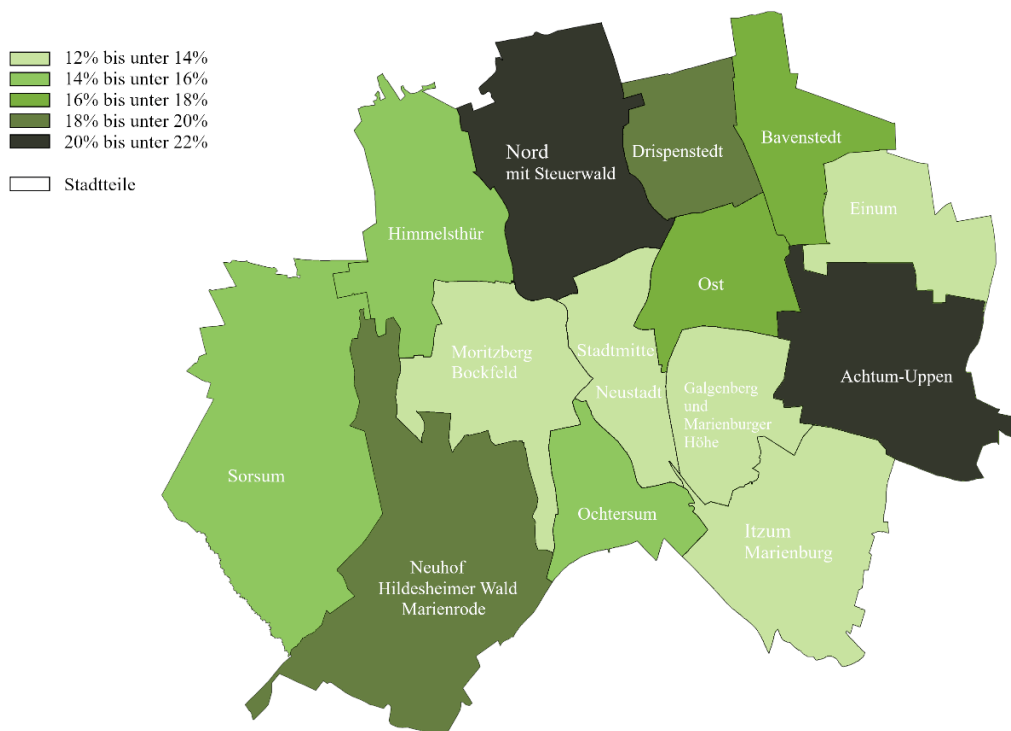 12% bis unter 14%
14% bis unter 16%
16% bis unter 18%
18% bis unter 20%
20% bis unter 22%
Stadtteile
Nord
mit Steuerwald
Drispenstedt
Bavenstedt
Einum
Himmelsthür
Ost
Stadtmitte
Neustadt
Moritzberg
Bockfeld
Galgenberg
und
Marienburger
Höhe
Achtum-Uppen
Sorsum
Ochtersum
Itzum
Marienburg
Neuhof
Hildesheimer Wald
Marienrode